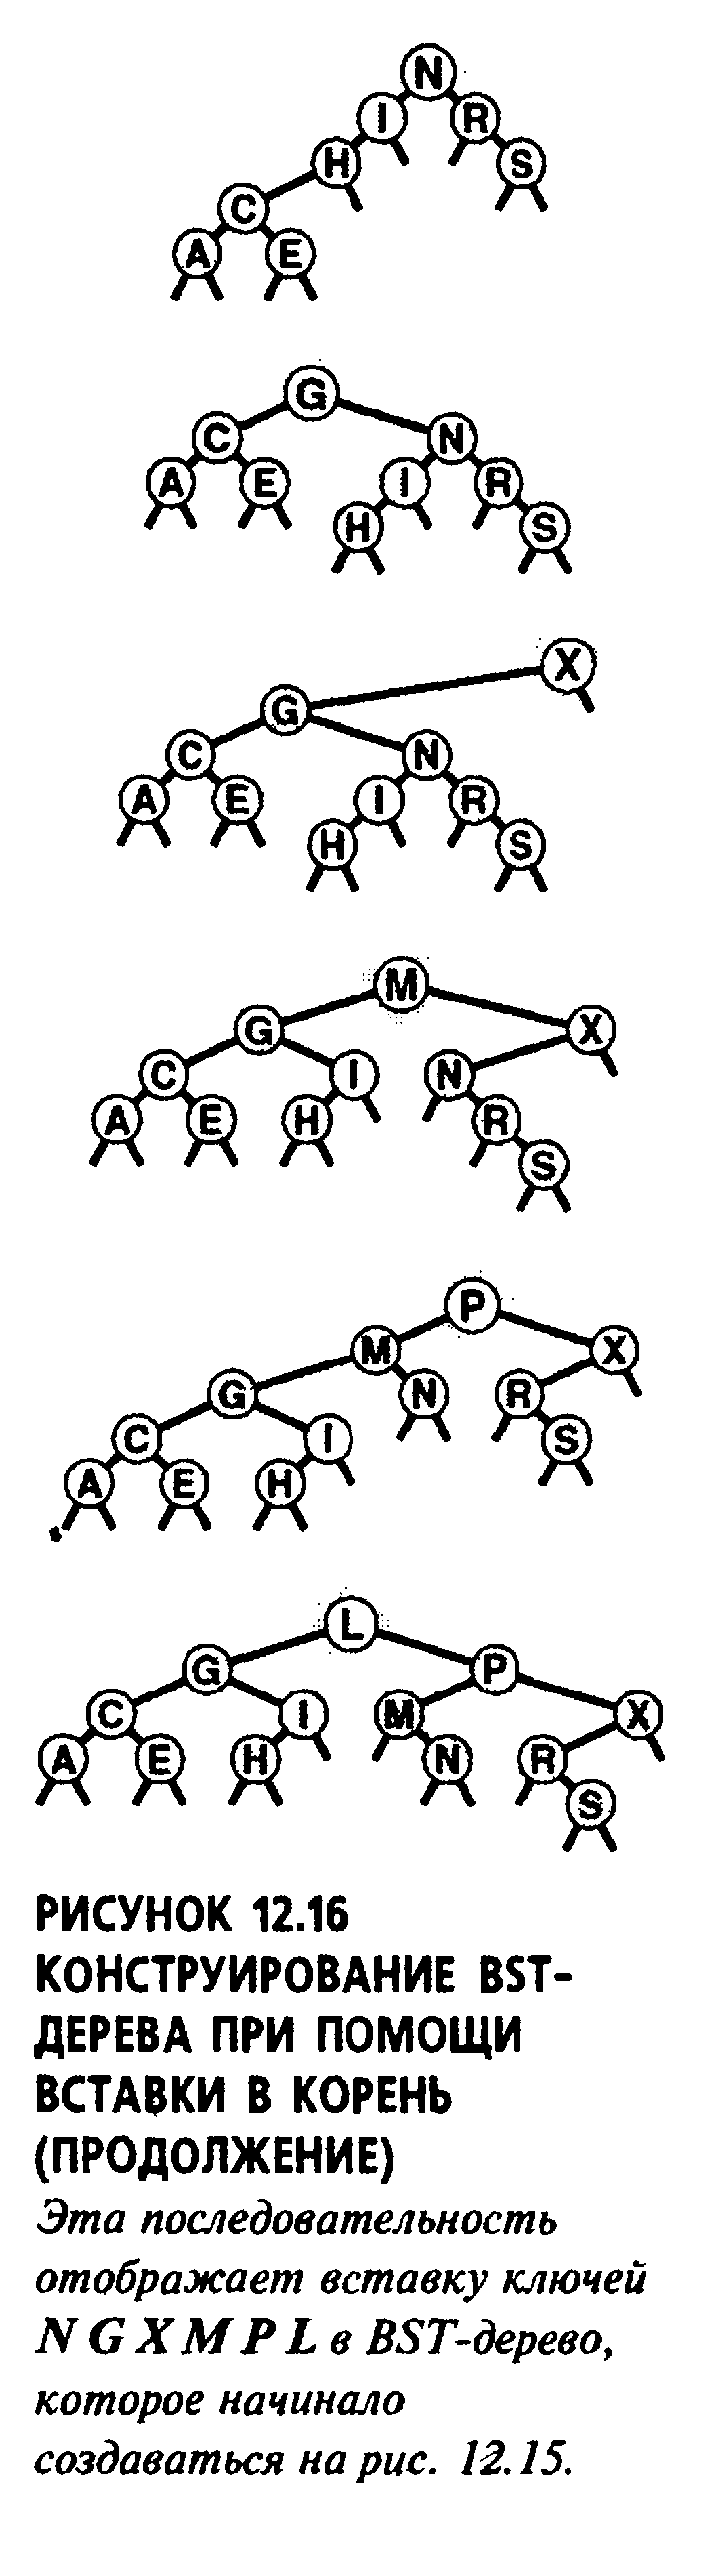 N
I R
H S
C
A E
G
C N
A E I R
H S
X
G
C N
A E I R
H S
M
G X
C I N
A E H R
S
P
M X
G N R
C I S
A E H
L
G P
C I M X
A E H N R
S
РИСУНОК 12.16
КОНСТРУИРОВАНИЕ BST-
ДЕРЕВА ПРИ ПОМОЩИ
ВСТАВКИ В КОРЕНЬ
(ПРОДОЛЖЕНИЕ)
Эта последовательность
отображает вставку ключей
N G X M P L в BST-дерево,
которое начинало
создаваться на рис. 12.15.